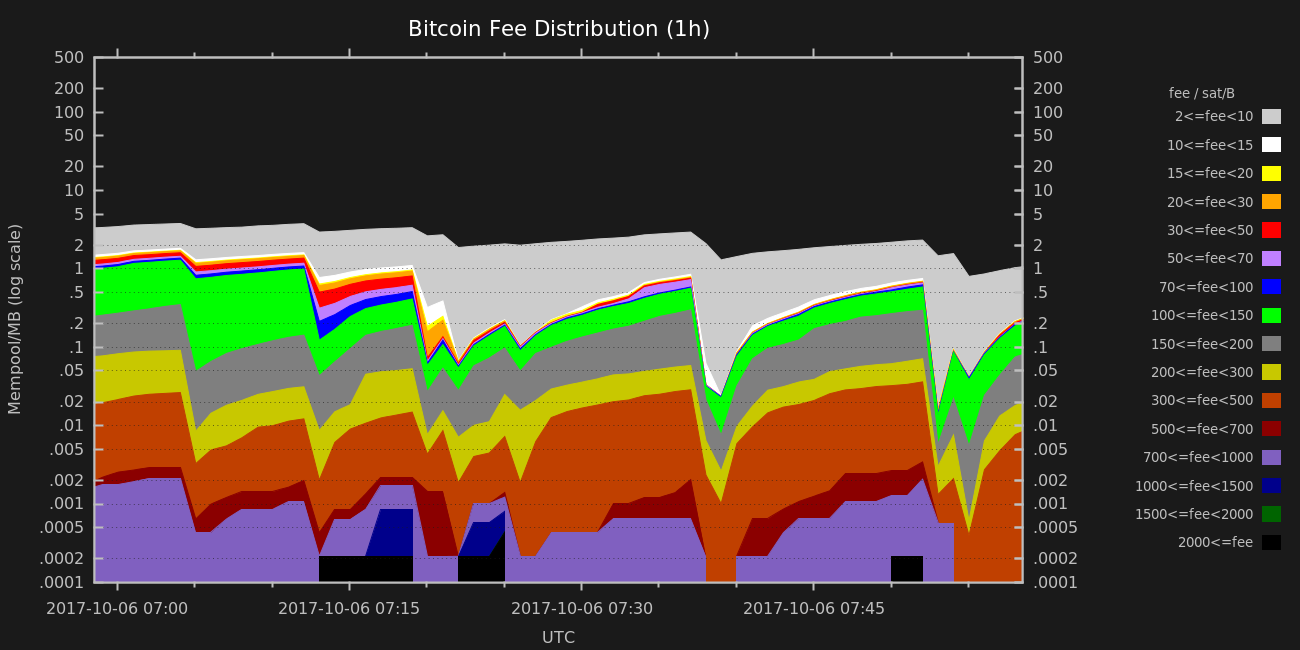 Bitcoin Fee Distribution (1h)
500 500
200 200
100 100
50 50
20 20
10 10
5 5
2 2
1 1
.5 .5
.2 .2
.1 .1
.05 .05
.02 .02
.01 .01
.005 .005
.002 .002
.001 .001
.0005 .0005
.0002 .0002
.0001 .0001
Mempool/MB (log scale)
2017-10-06 07:00 2017-10-06 07:15 2017-10-06 07:30 2017-10-06 07:45
UTC
fee / sat/B
2<=fee<10
10<=fee<15
15<=fee<20
20<=fee<30
30<=fee<50
50<=fee<70
70<=fee<100
100<=fee<150
150<=fee<200
200<=fee<300
300<=fee<500
500<=fee<700
700<=fee<1000
1000<=fee<1500
1500<=fee<2000
2000<=fee